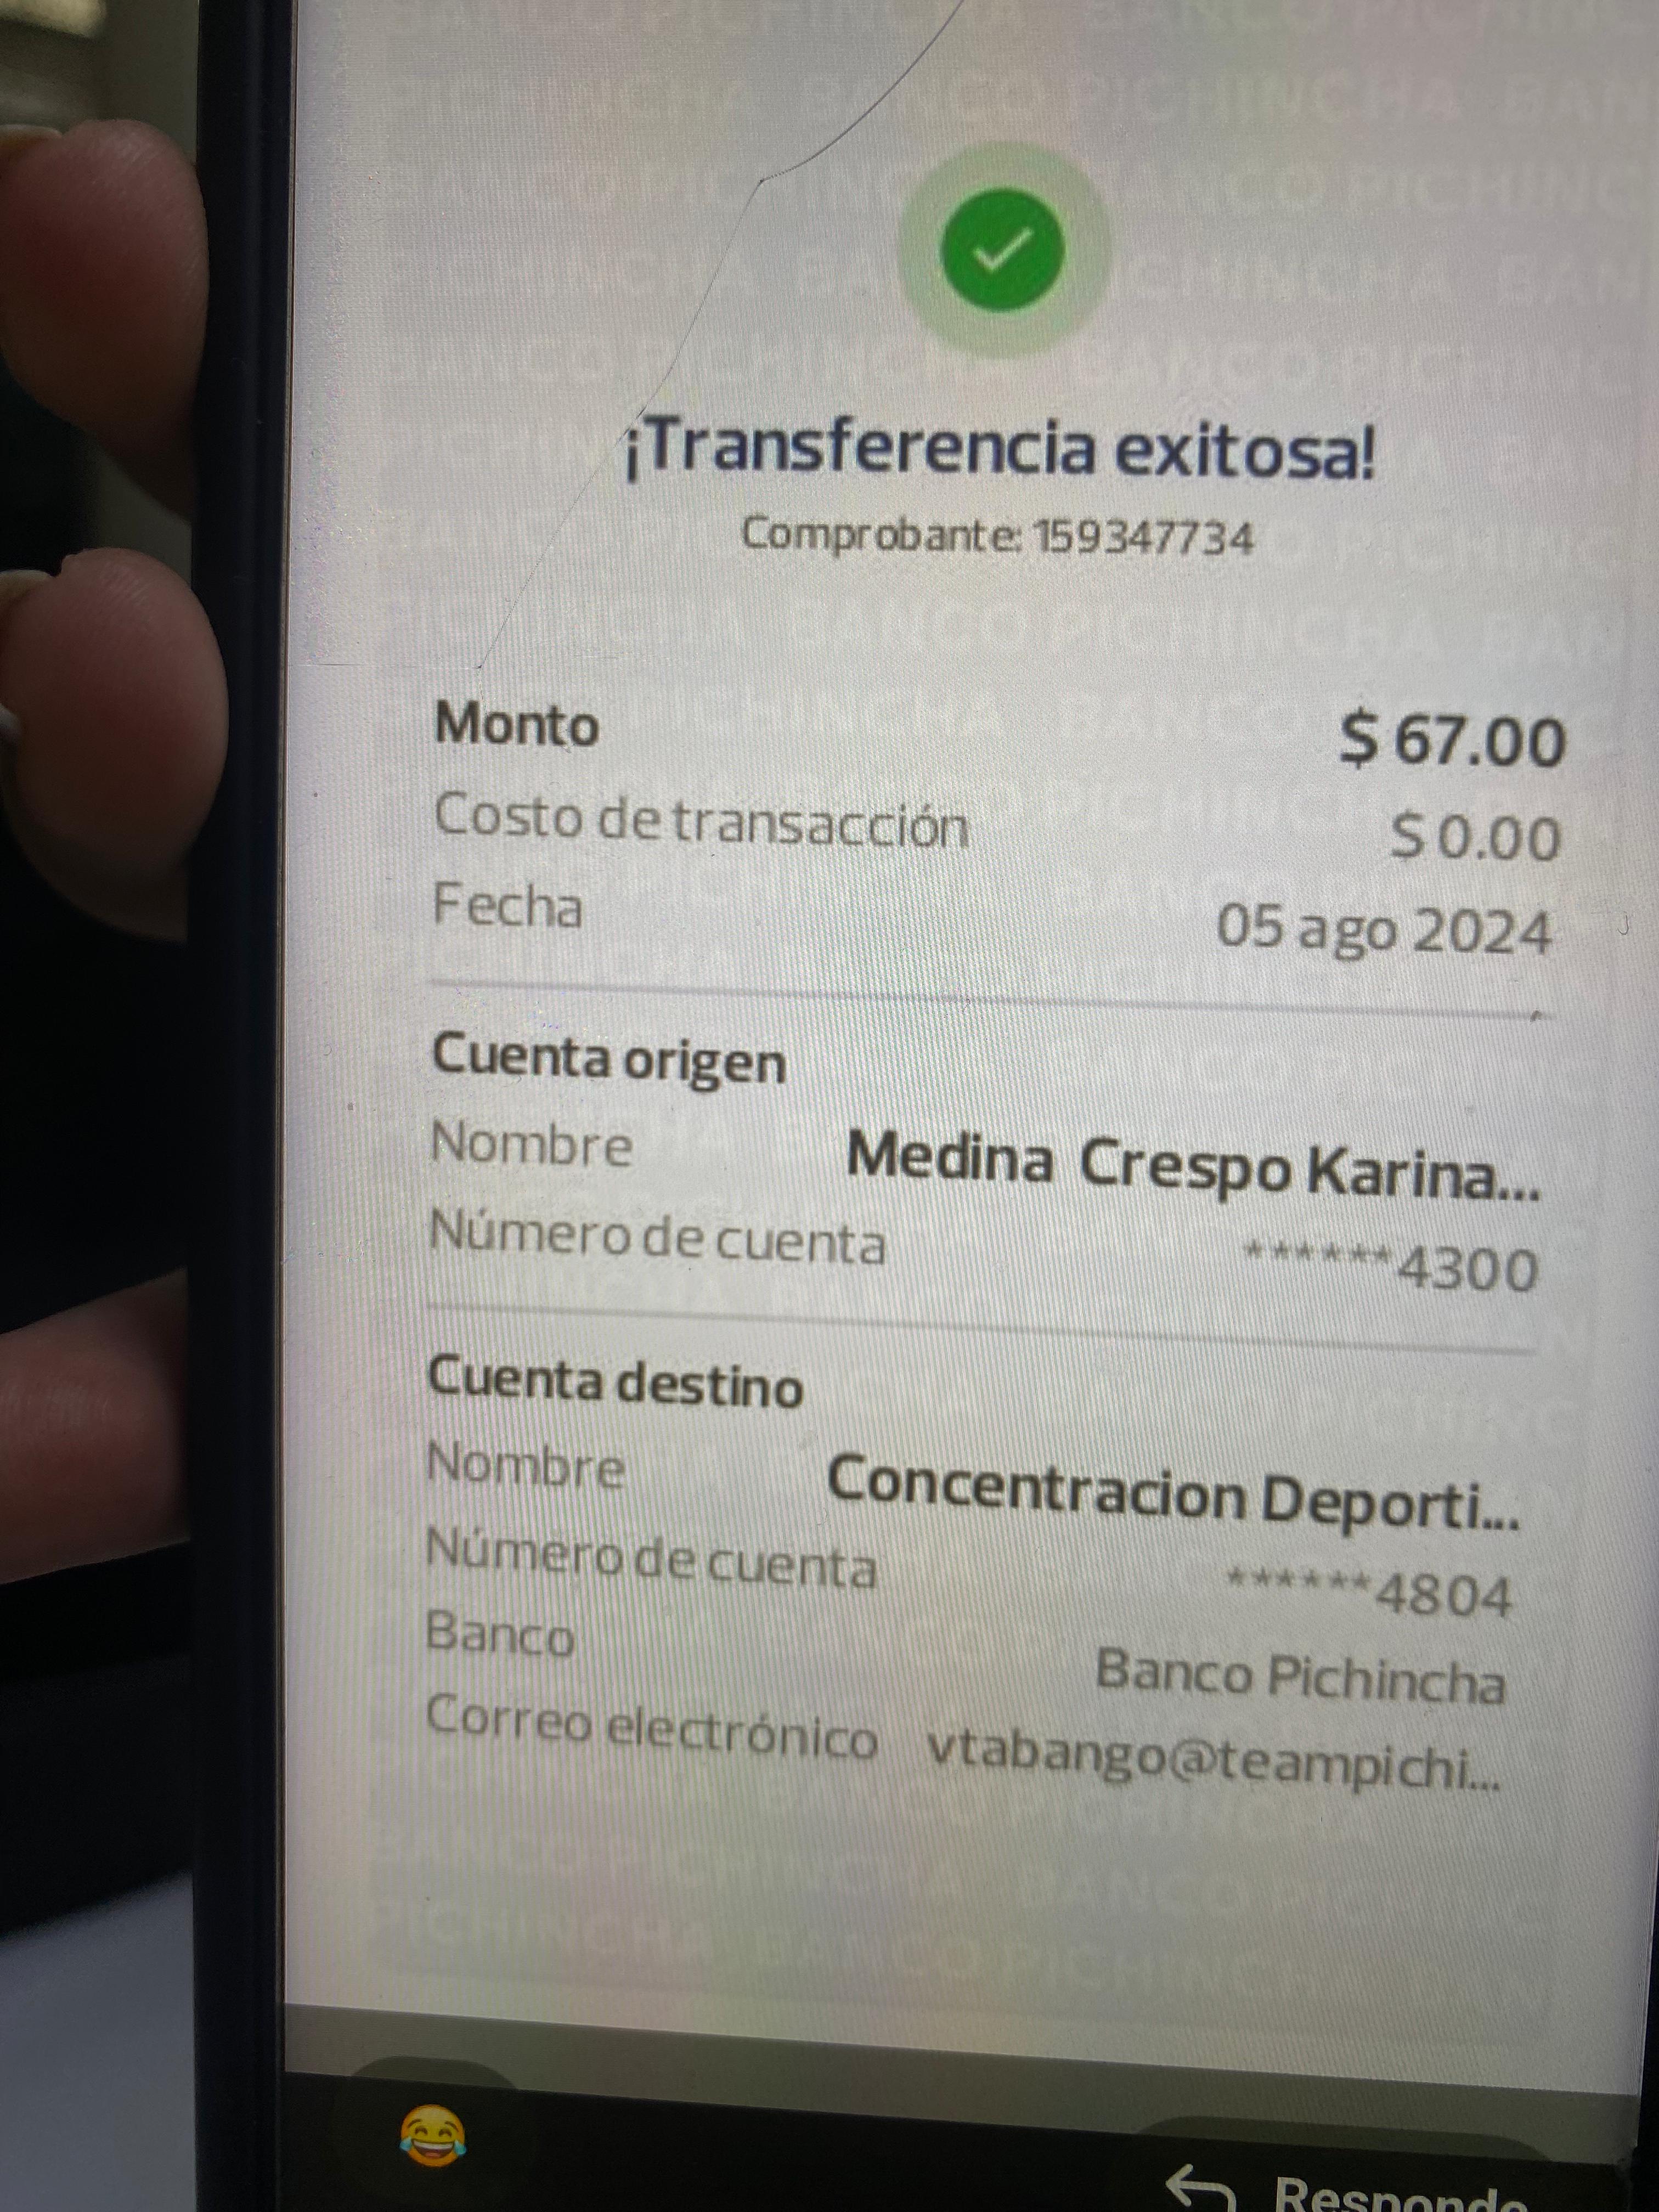 ¡Transferencia exitosa!
Comprobante: 159347734
Monto $ 67.00
Costo de transacción $ 0.00
Fecha 05 ago 2024
Cuenta origen
Nombre Medina Crespo Karina...
Número de cuenta ******4300
Cuenta destino
Nombre Concentracion Deporti...
Número de cuenta ******4804
Banco Banco Pichincha
Correo electrónico vtabango@teampichi...
Responde